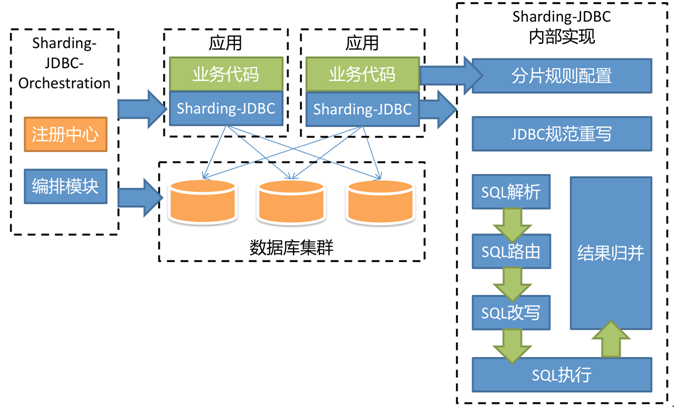 Sharding-
JDBC-
Orchestration
注册中心
编排模块
应用
业务代码
Sharding-JDBC
应用
业务代码
Sharding-JDBC
数据库集群
Sharding-JDBC
内部实现
分片规则配置
JDBC规范重写
SQL解析
SQL路由
SQL改写
SQL执行
结果归并